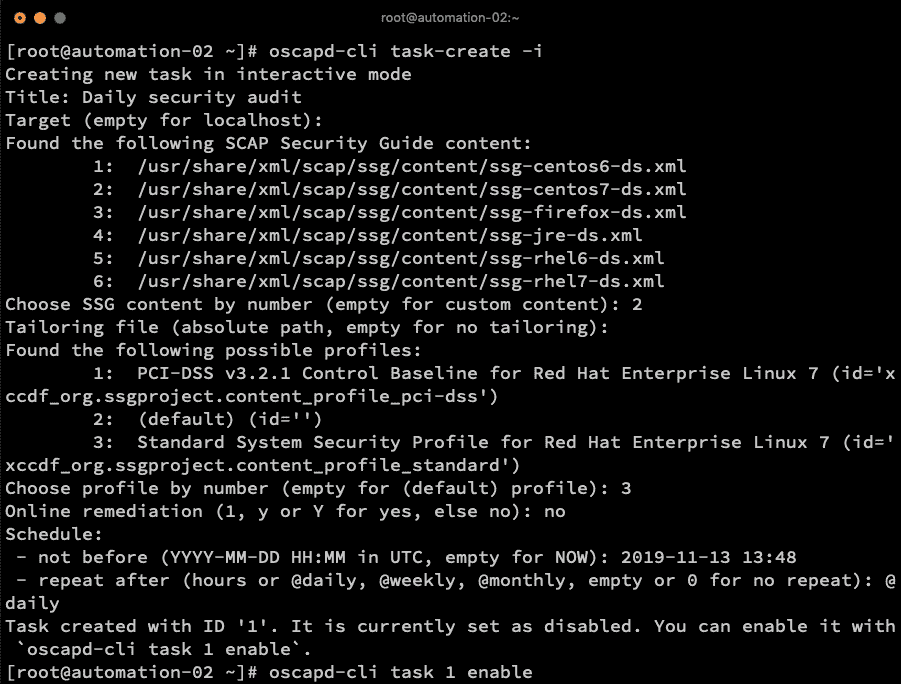 root@automation-02:~
[root@automation-02 ~]# oscapd-cli task-create -i
Creating new task in interactive mode
Title: Daily security audit
Target (empty for localhost):
Found the following SCAP Security Guide content:
        1:  /usr/share/xml/scap/ssg/content/ssg-centos6-ds.xml
        2:  /usr/share/xml/scap/ssg/content/ssg-centos7-ds.xml
        3:  /usr/share/xml/scap/ssg/content/ssg-firefox-ds.xml
        4:  /usr/share/xml/scap/ssg/content/ssg-jre-ds.xml
        5:  /usr/share/xml/scap/ssg/content/ssg-rhel6-ds.xml
        6:  /usr/share/xml/scap/ssg/content/ssg-rhel7-ds.xml
Choose SSG content by number (empty for custom content): 2
Tailoring file (absolute path, empty for no tailoring):
Found the following possible profiles:
        1:  PCI-DSS v3.2.1 Control Baseline for Red Hat Enterprise Linux 7 (id='x
ccdf_org.ssgproject.content_profile_pci-dss')
        2:  (default) (id='')
        3:  Standard System Security Profile for Red Hat Enterprise Linux 7 (id='
xccdf_org.ssgproject.content_profile_standard')
Choose profile by number (empty for (default) profile): 3
Online remediation (1, y or Y for yes, else no): no
Schedule:
 - not before (YYYY-MM-DD HH:MM in UTC, empty for NOW): 2019-11-13 13:48
 - repeat after (hours or @daily, @weekly, @monthly, empty or 0 for no repeat): @
daily
Task created with ID '1'. It is currently set as disabled. You can enable it with
 `oscapd-cli task 1 enable`.
[root@automation-02 ~]# oscapd-cli task 1 enable